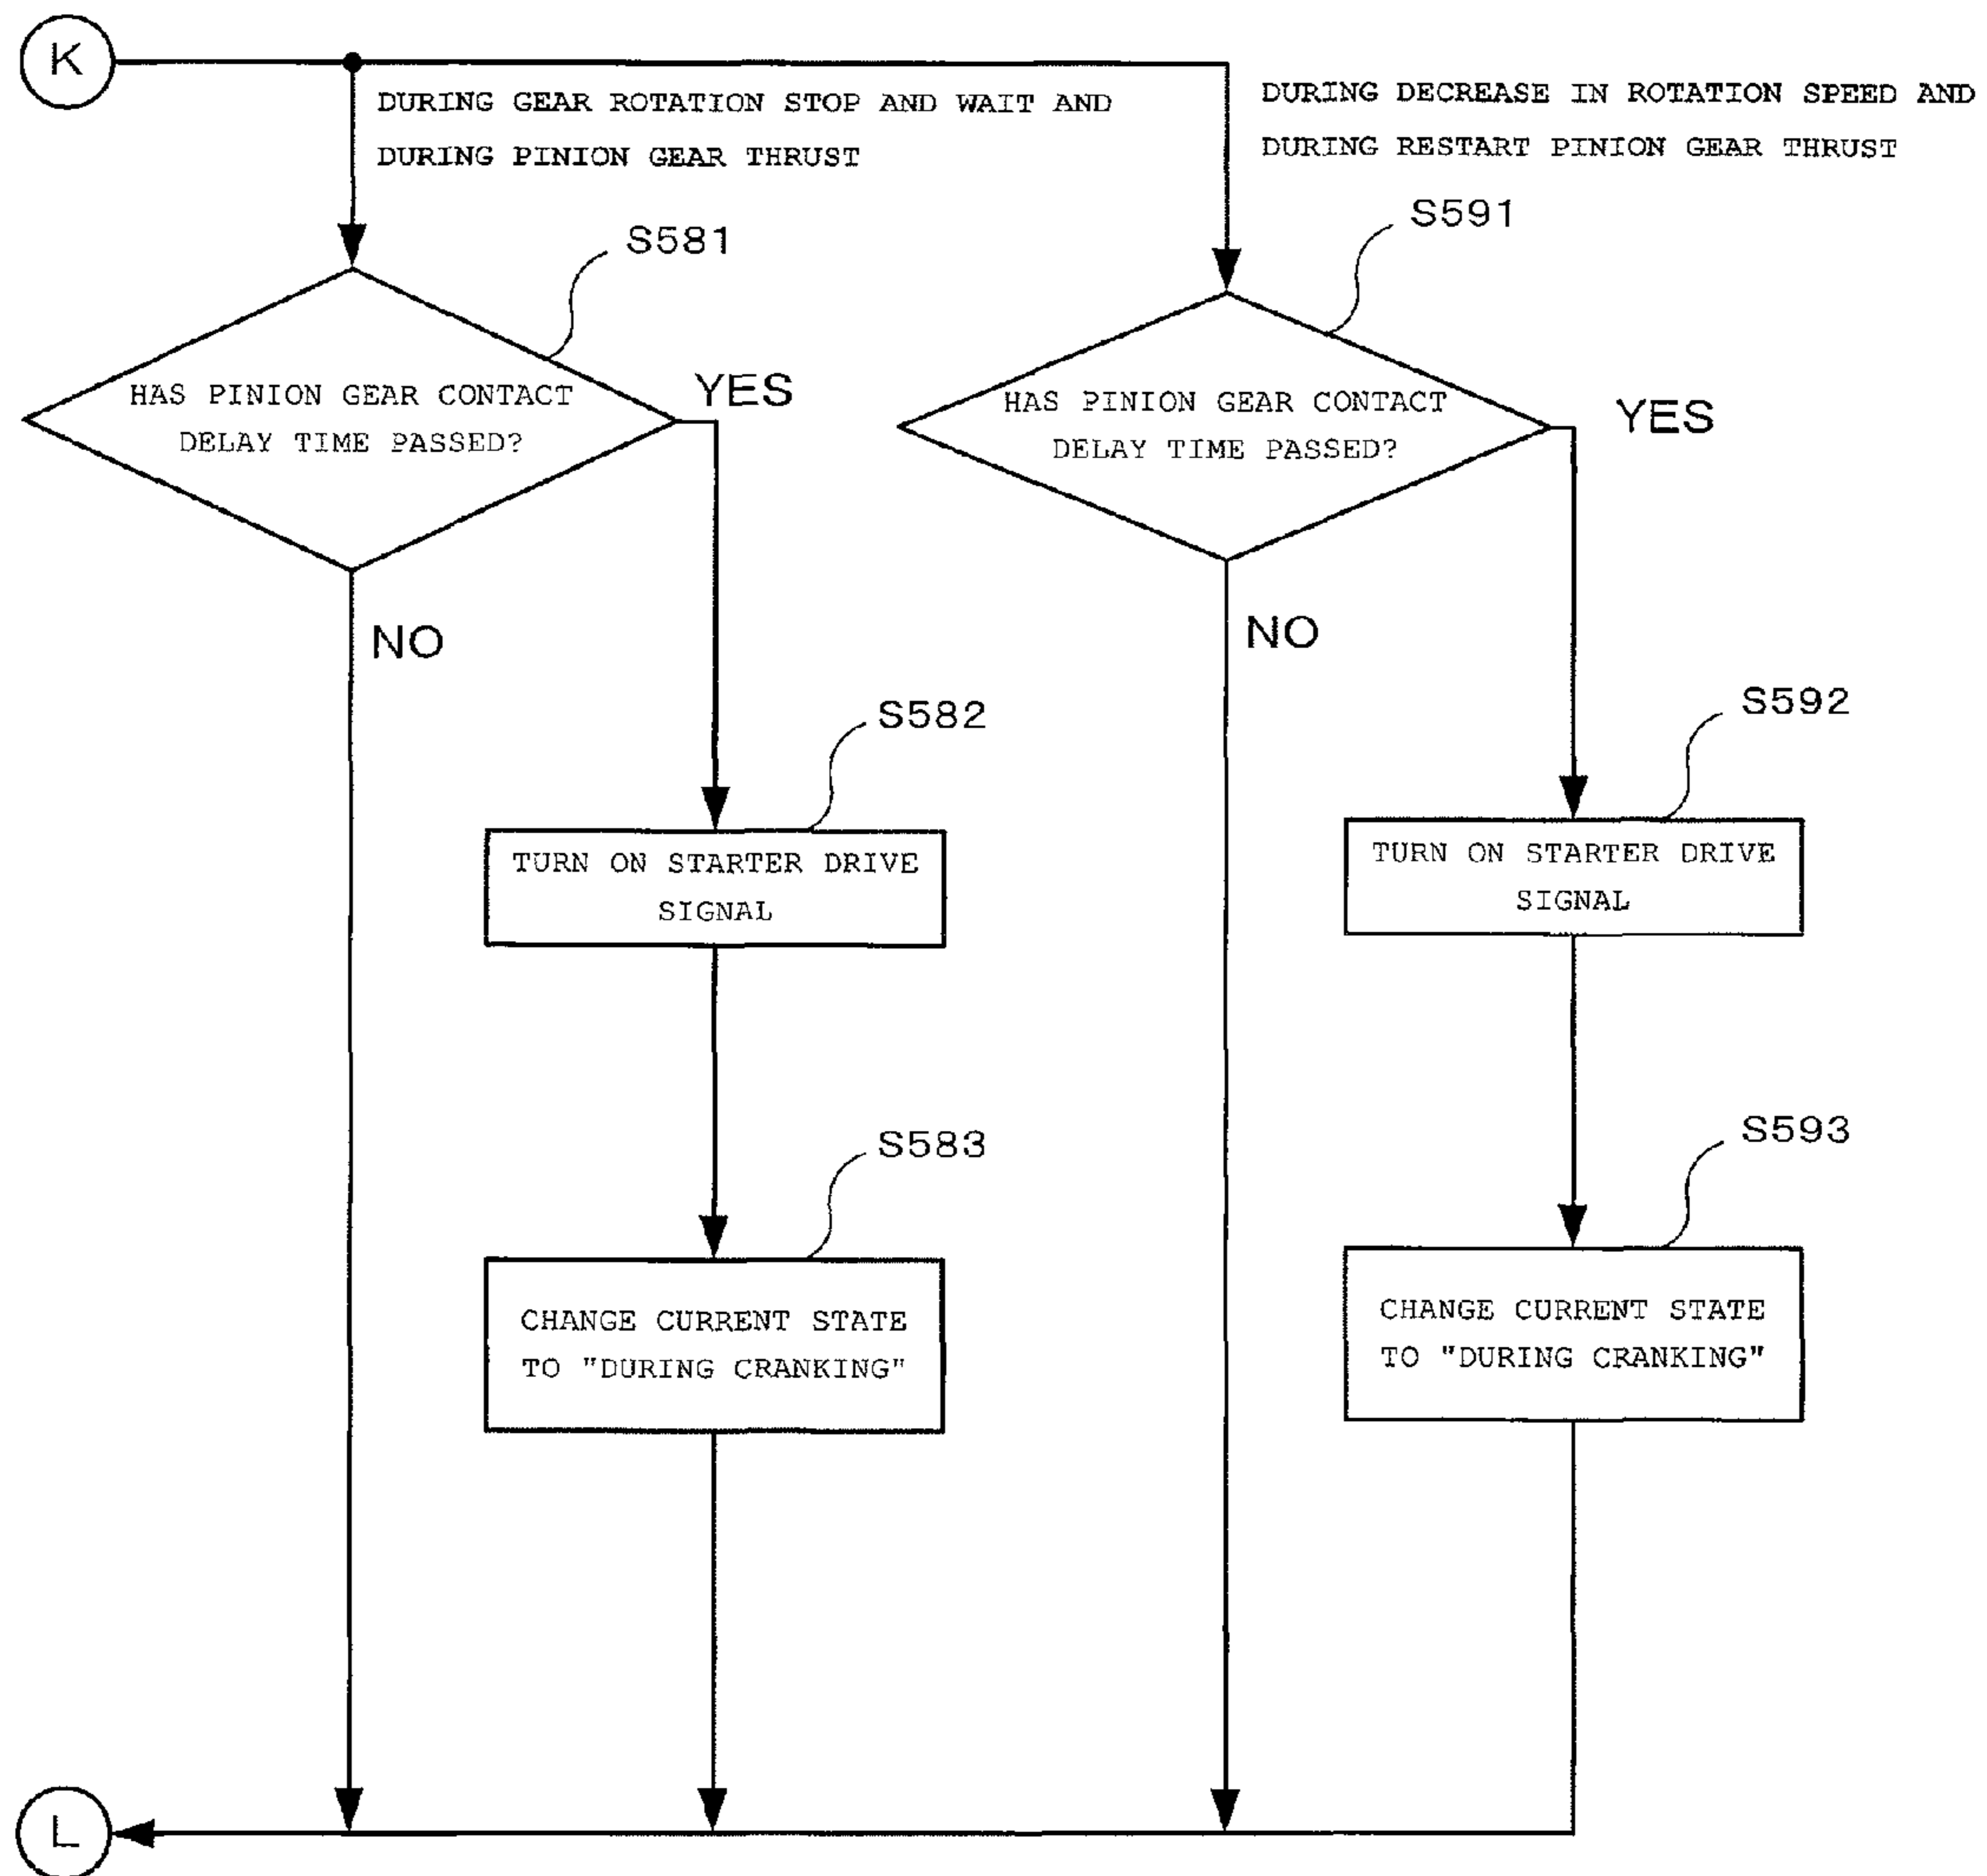 K
DURING GEAR ROTATION STOP AND WAIT AND
DURING PINION GEAR THRUST
DURING DECREASE IN ROTATION SPEED AND
DURING RESTART PINION GEAR THRUST
S581
HAS PINION GEAR CONTACT
DELAY TIME PASSED?
YES
NO
S591
HAS PINION GEAR CONTACT
DELAY TIME PASSED?
YES
NO
S582
TURN ON STARTER DRIVE
SIGNAL
S592
TURN ON STARTER DRIVE
SIGNAL
S583
CHANGE CURRENT STATE
TO "DURING CRANKING"
S593
CHANGE CURRENT STATE
TO "DURING CRANKING"
L